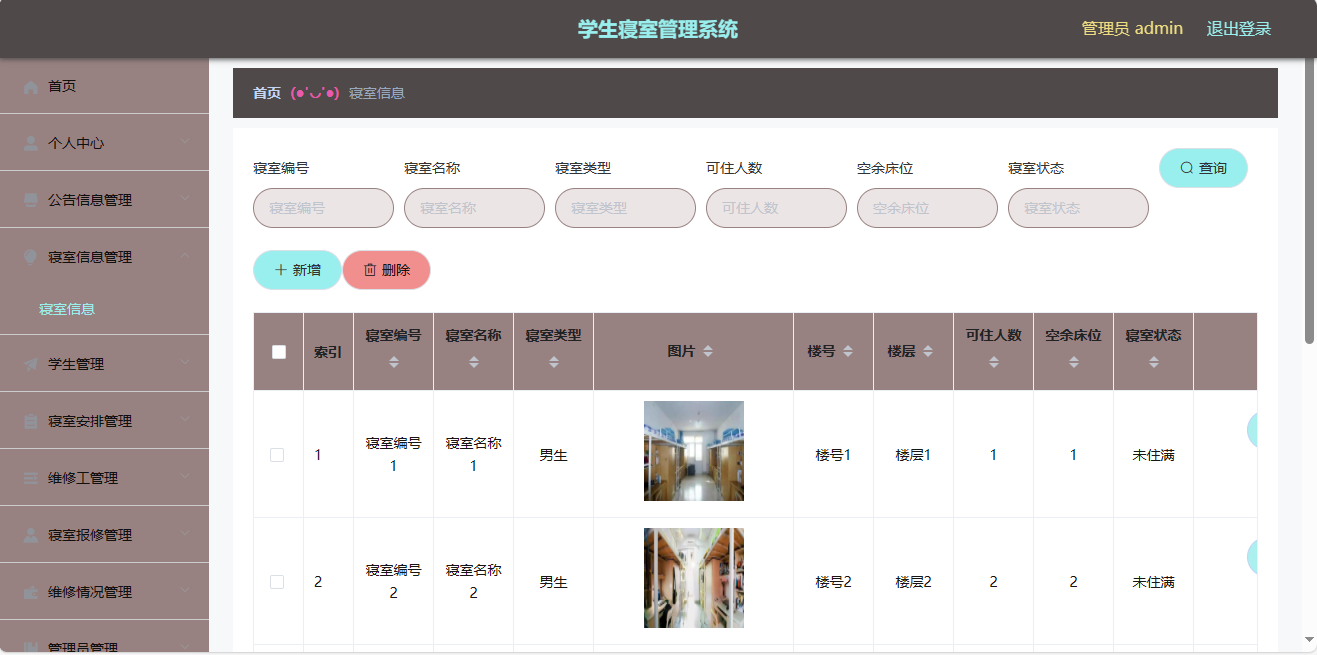 学生寝室管理系统
管理员 admin 退出登录
首页
个人中心
公告信息管理
寝室信息管理
寝室信息
学生管理
寝室安排管理
维修工管理
寝室报修管理
维修情况管理
管理员管理
首页 (●'◡'●) 寝室信息
寝室编号 寝室名称 寝室类型 可住人数 空余床位 寝室状态
寝室编号 寝室名称 寝室类型 可住人数 空余床位 寝室状态 查询
新增 删除
索引 寝室编号 寝室名称 寝室类型 图片 楼号 楼层 可住人数 空余床位 寝室状态
1 寝室编号1 寝室名称1 男生 楼号1 楼层1 1 1 未住满
2 寝室编号2 寝室名称2 男生 楼号2 楼层2 2 2 未住满